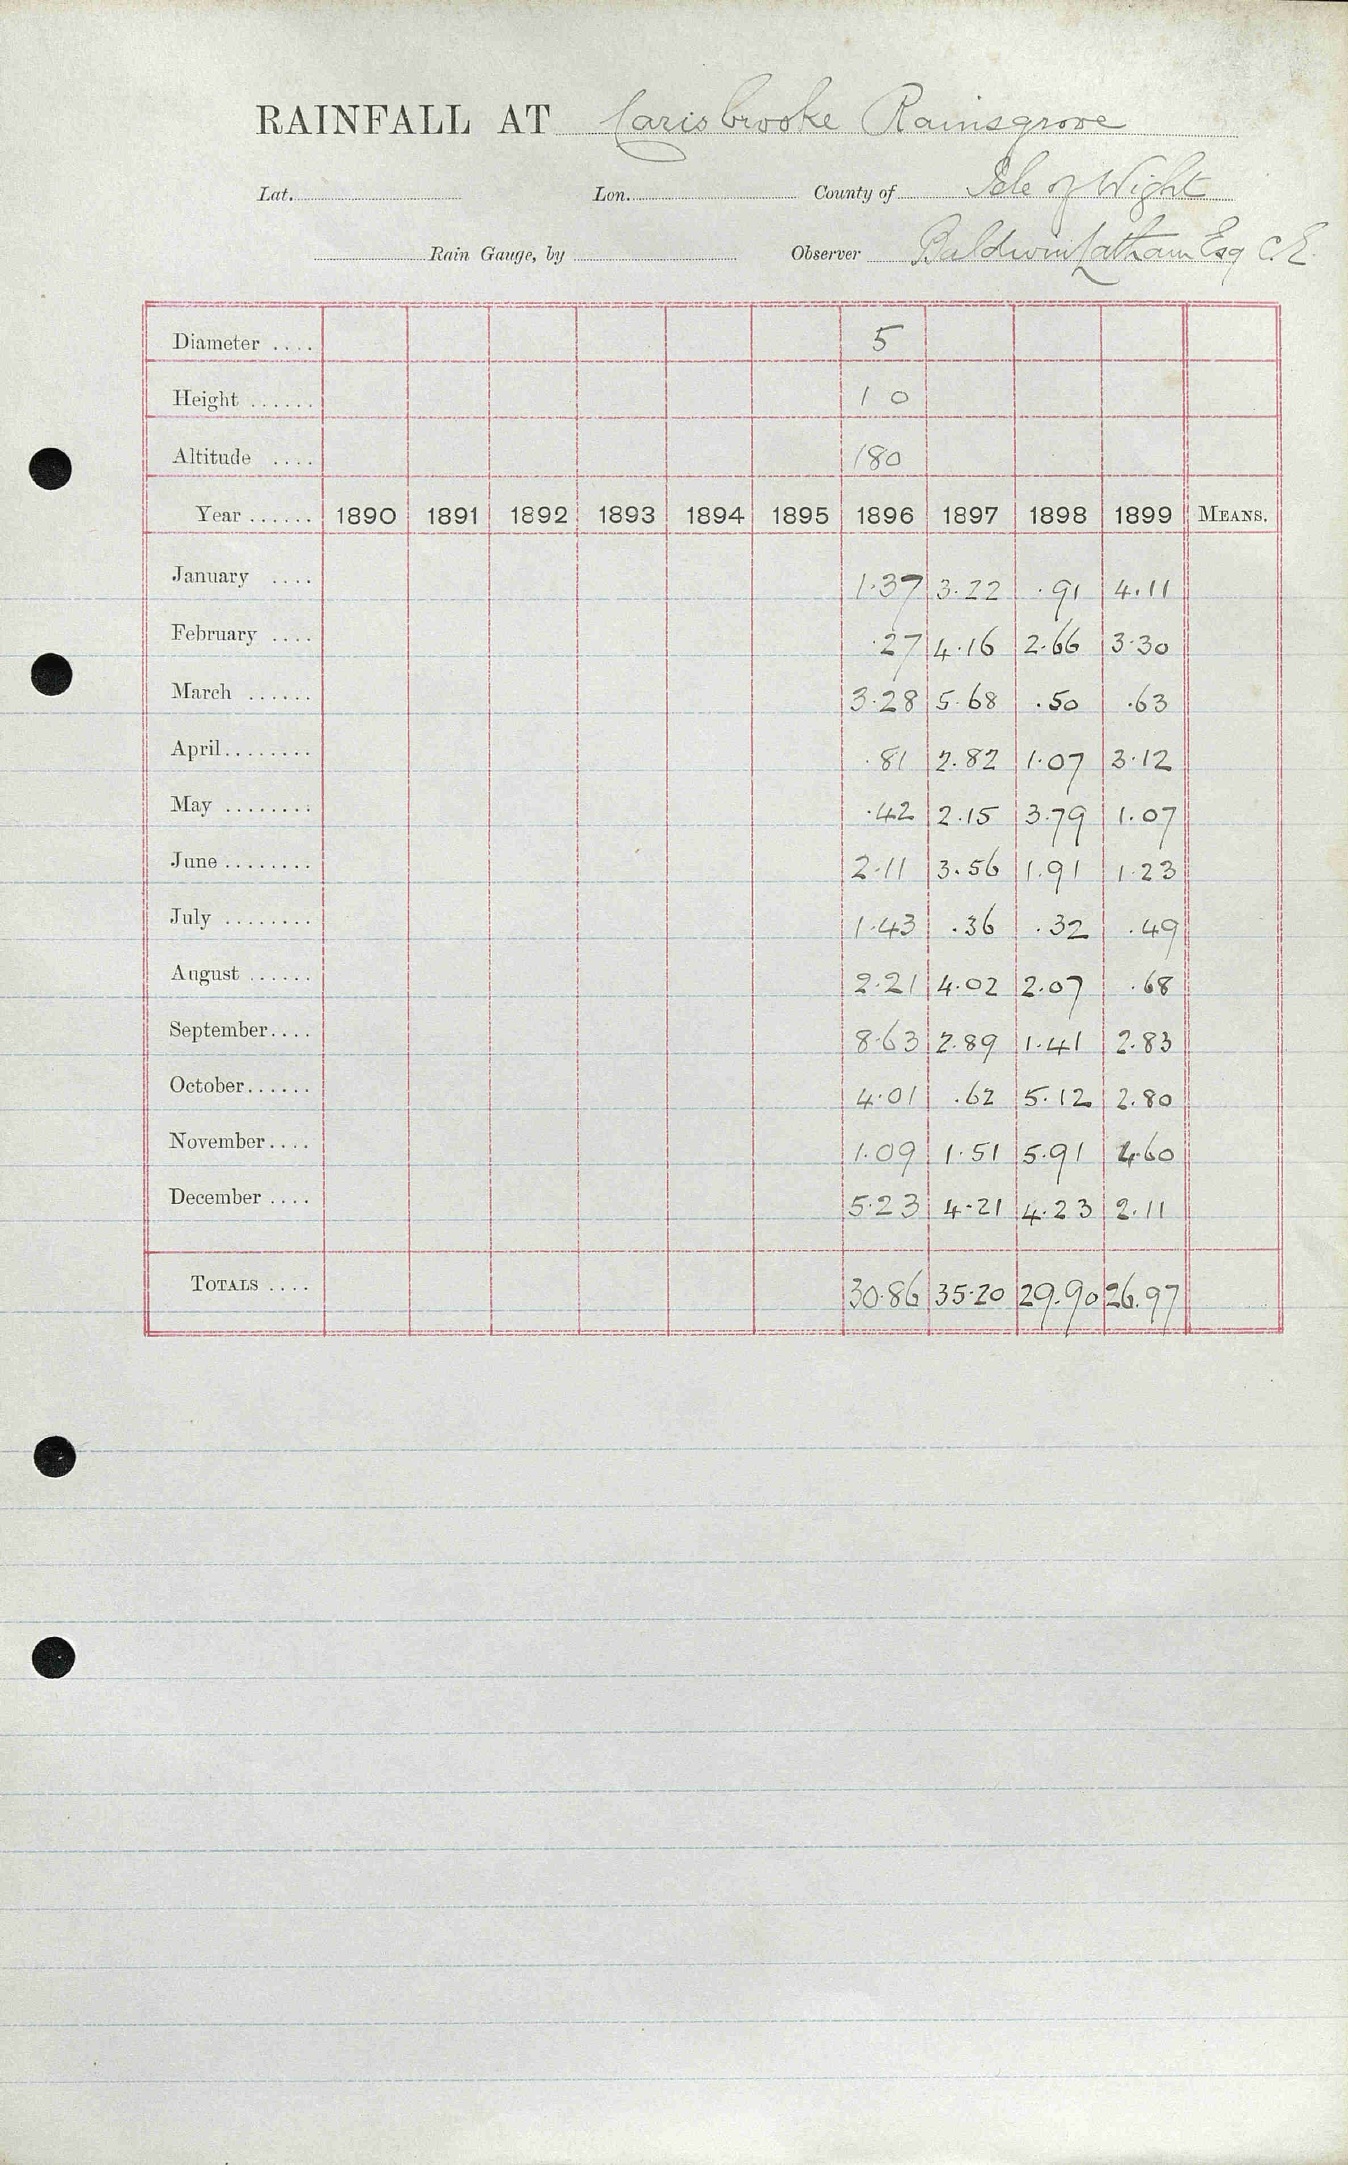 RAINFALL AT Carisbrooke Rainsgrove
Lat. Lon. County of Isle of Wight
Rain Gauge, by Observer Baldwin Latham Esq C.E.
Diameter .... 5
Height ...... 1 0
Altitude .... 180
Year ...... 1890 1891 1892 1893 1894 1895 1896 1897 1898 1899 MEANS.
January .... 1.37 3.22 .91 4.11
February .... .27 4.16 2.66 3.30
March ...... 3.28 5.68 .50 .63
April........ .81 2.82 1.07 3.12
May ........ .42 2.15 3.79 1.07
June ........ 2.11 3.56 1.91 1.23
July ........ 1.43 .36 .32 .49
August ...... 2.21 4.02 2.07 .68
September.... 8.63 2.89 1.41 2.83
October...... 4.01 .62 5.12 2.80
November.... 1.09 1.51 5.91 4.60
December .... 5.23 4.21 4.23 2.11
TOTALS .... 30.86 35.20 29.90 26.97